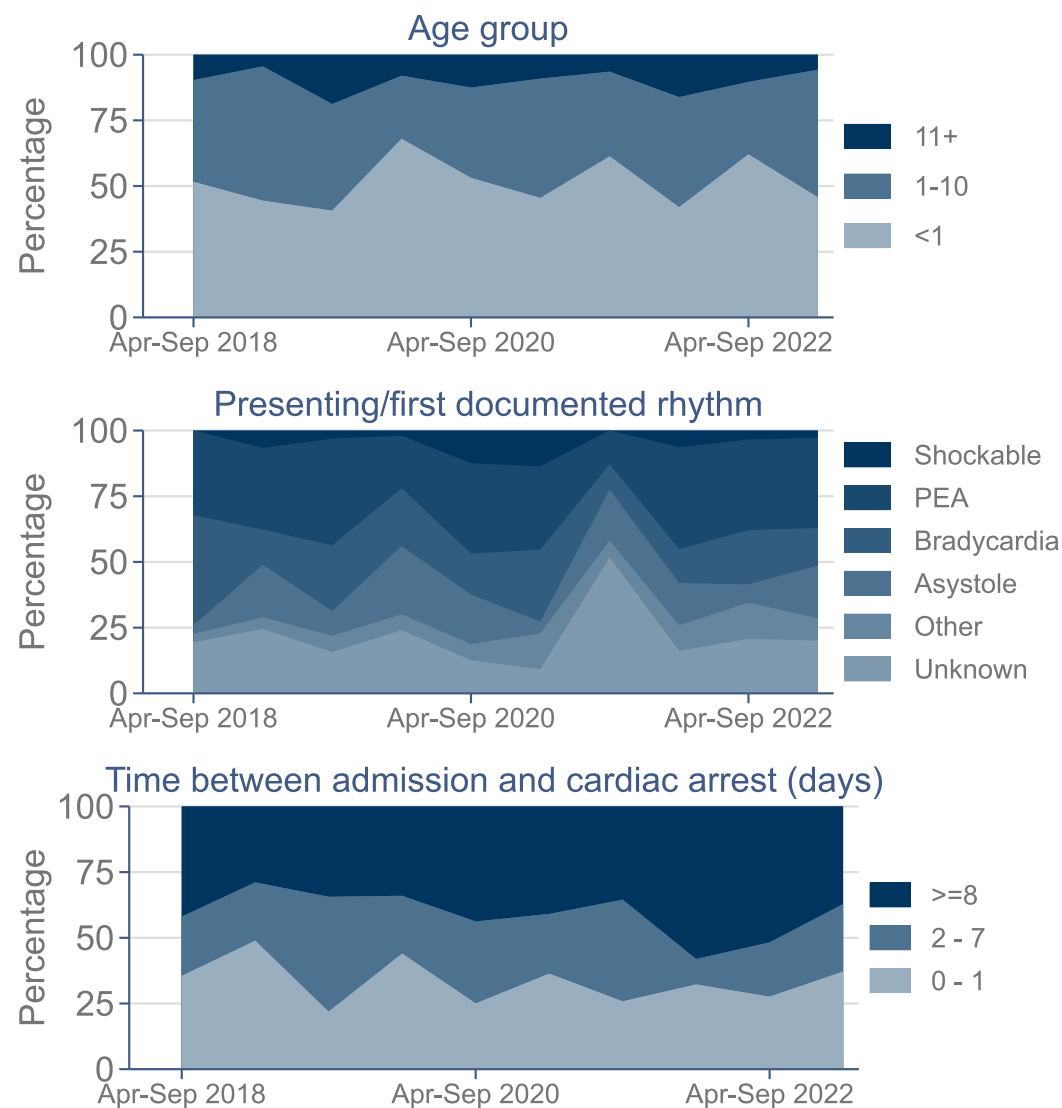 Age group
Percentage
100
75
50
25
0
Apr-Sep 2018 Apr-Sep 2020 Apr-Sep 2022
11+
1-10
<1
Presenting/first documented rhythm
100
75
50
25
0
Apr-Sep 2018 Apr-Sep 2020 Apr-Sep 2022
Shockable
PEA
Bradycardia
Asystole
Other
Unknown
Time between admission and cardiac arrest (days)
Percentage
100
75
50
25
0
Apr-Sep 2018 Apr-Sep 2020 Apr-Sep 2022
>=8
2 - 7
0 - 1